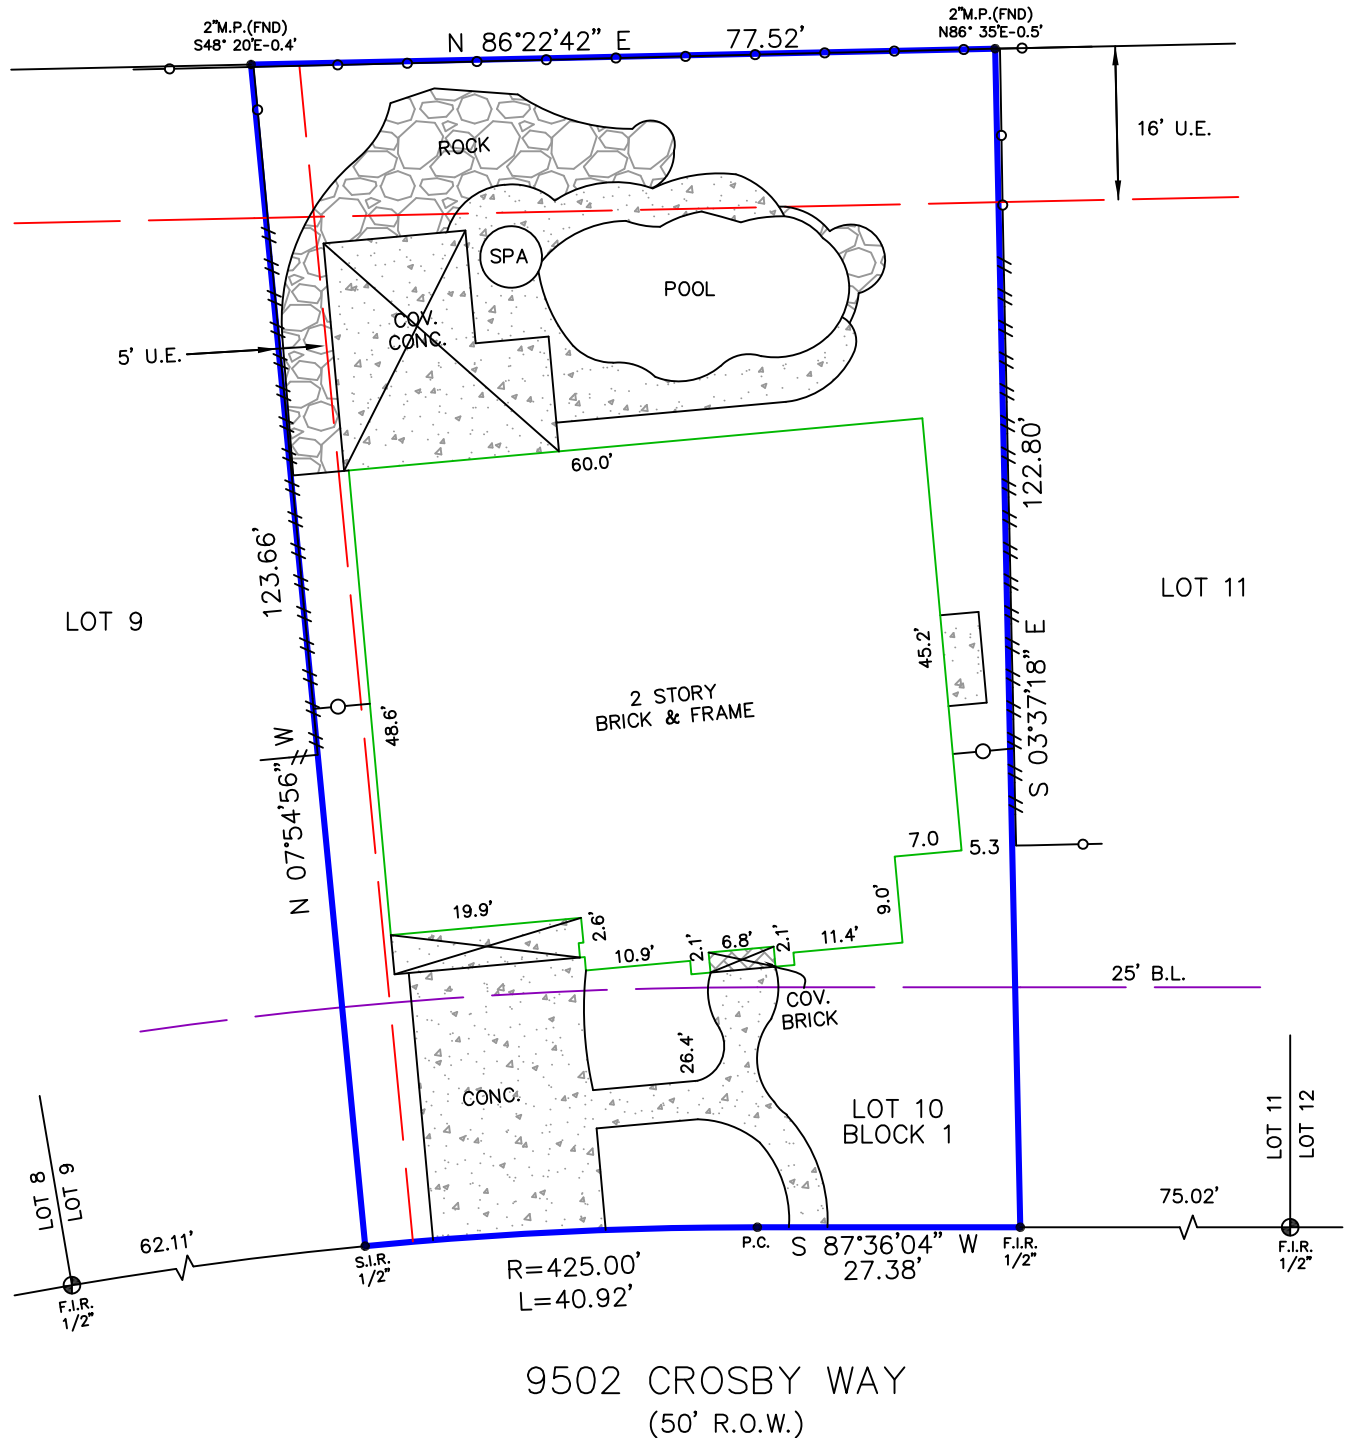 2"M.P.(FND)
S48° 20'E-0.4'
N 86°22'42" E
77.52'
2"M.P.(FND)
N86° 35'E-0.5'
16' U.E.
ROCK
SPA
POOL
COV.
CONC.
5' U.E.
60.0'
123.66'
122.80'
LOT 9
LOT 11
45.2'
2 STORY
BRICK & FRAME
48.6'
N 07°54'56" W
S 03°37'18" E
7.0
5.3
9.0'
19.9'
2.6'
10.9'
2.1'
6.8'
2.1'
11.4'
25' B.L.
COV.
BRICK
26.4'
CONC.
LOT 10
BLOCK 1
LOT 8
LOT 9
LOT 11
LOT 12
62.11'
75.02'
S.I.R.
1/2"
P.C.
S 87°36'04" W
27.38'
F.I.R.
1/2"
F.I.R.
1/2"
F.I.R.
1/2"
R=425.00'
L=40.92'
9502 CROSBY WAY
(50' R.O.W.)